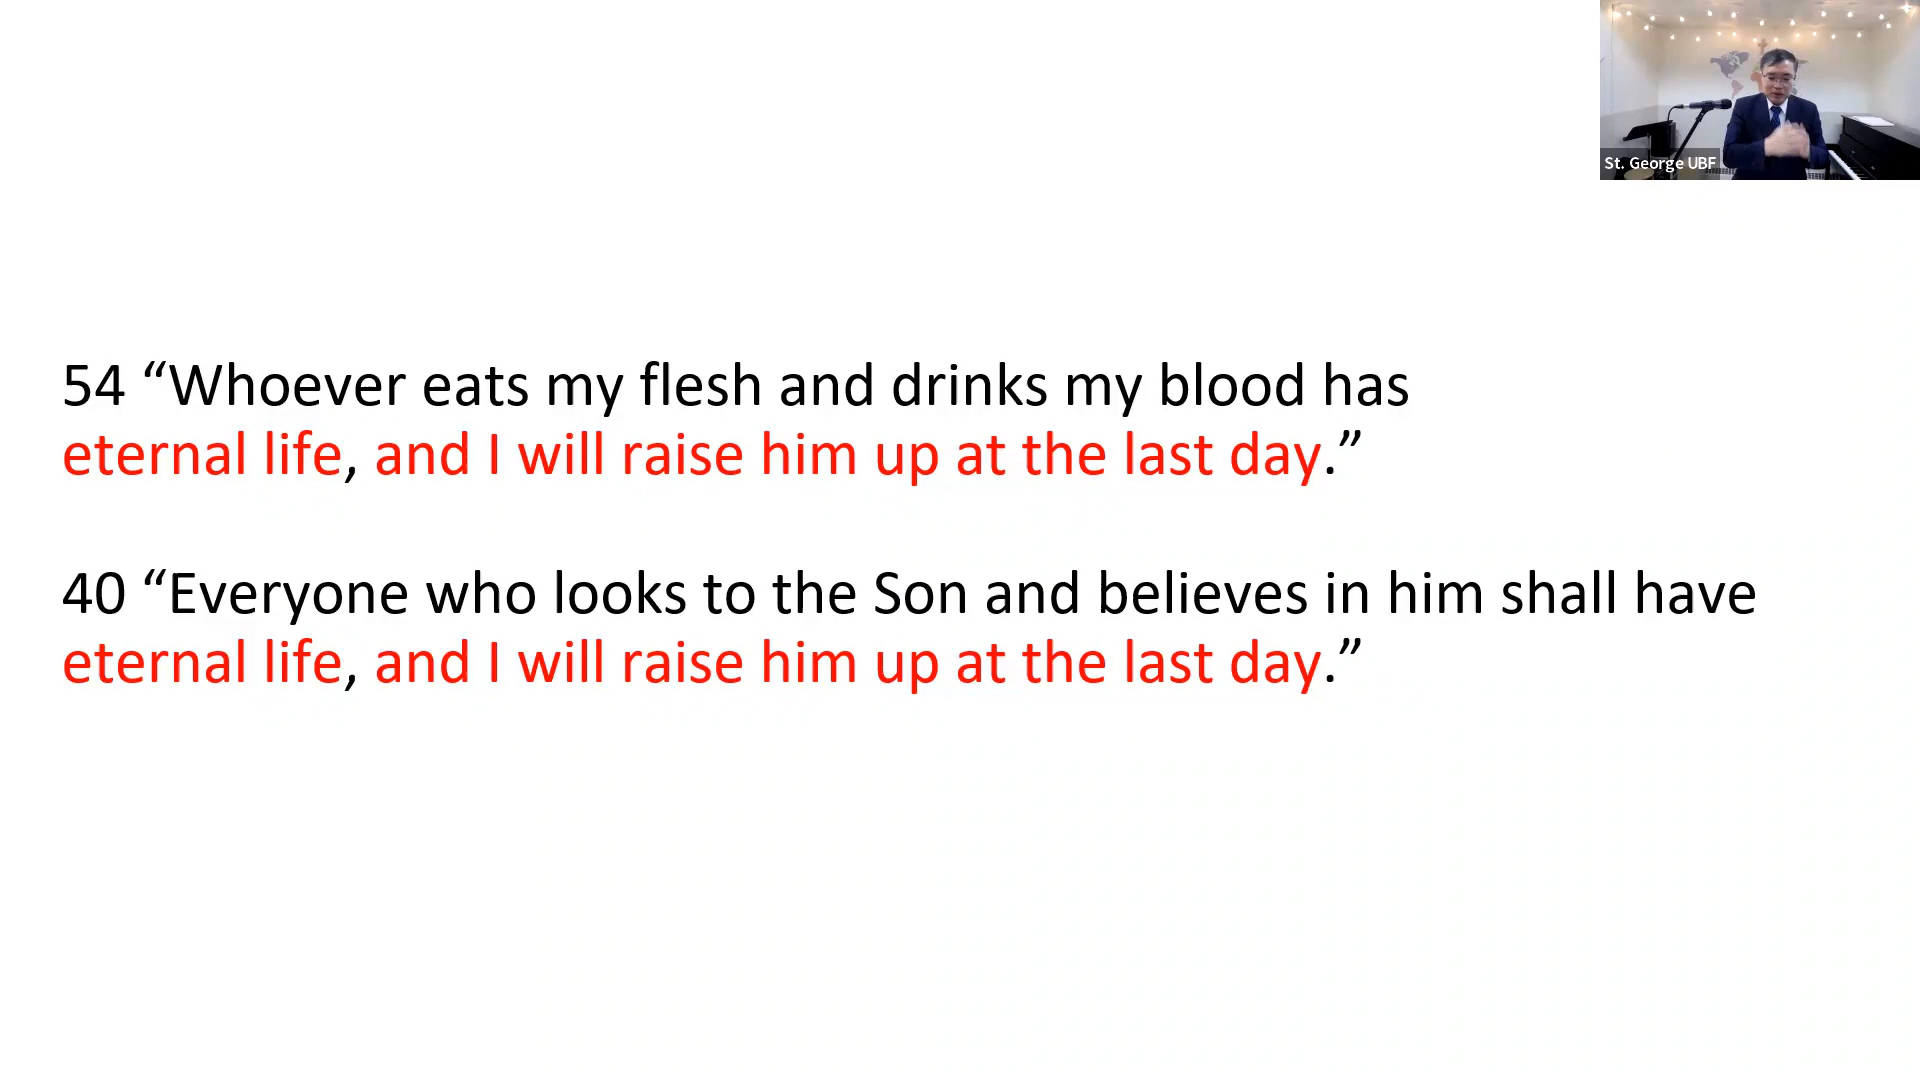 St. George UBF
54 “Whoever eats my flesh and drinks my blood has
eternal life, and I will raise him up at the last day.”
40 “Everyone who looks to the Son and believes in him shall have
eternal life, and I will raise him up at the last day.”